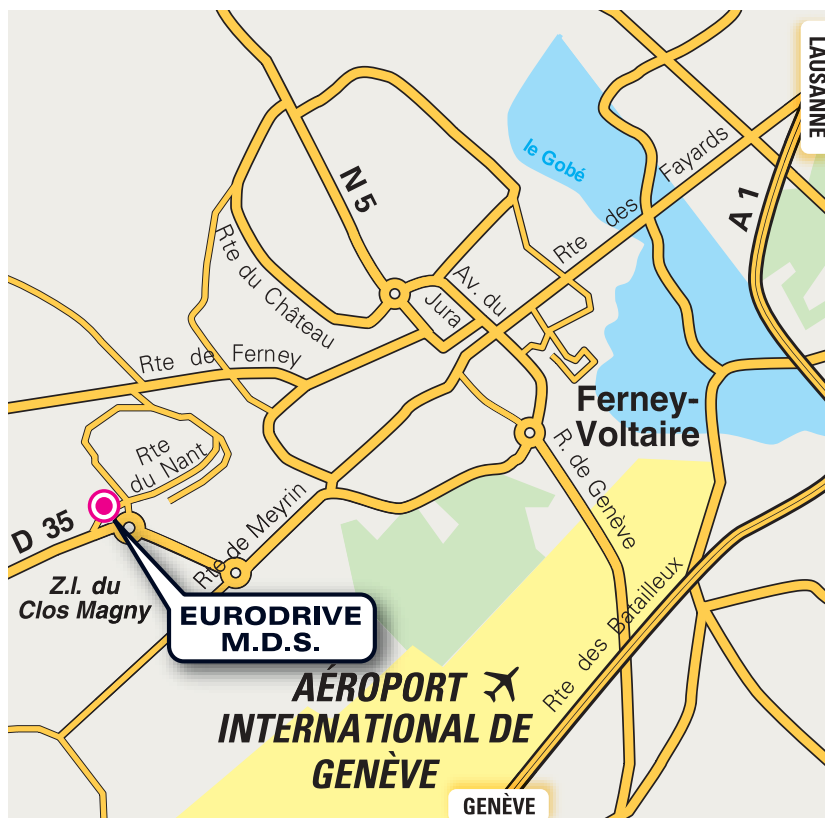 LAUSANNE
le Gobé
Rte des Fayards
A 1
N 5
Rte du Château
Av. du
Jura
Rte de Ferney
Ferney-
Voltaire
Rte
du Nant
R. de Genève
D 35
Rte de Meyrin
Z.I. du
Clos Magny
EURODRIVE
M.D.S.
Rte des Batailleux
AÉROPORT
INTERNATIONAL DE
GENÈVE
GENÈVE